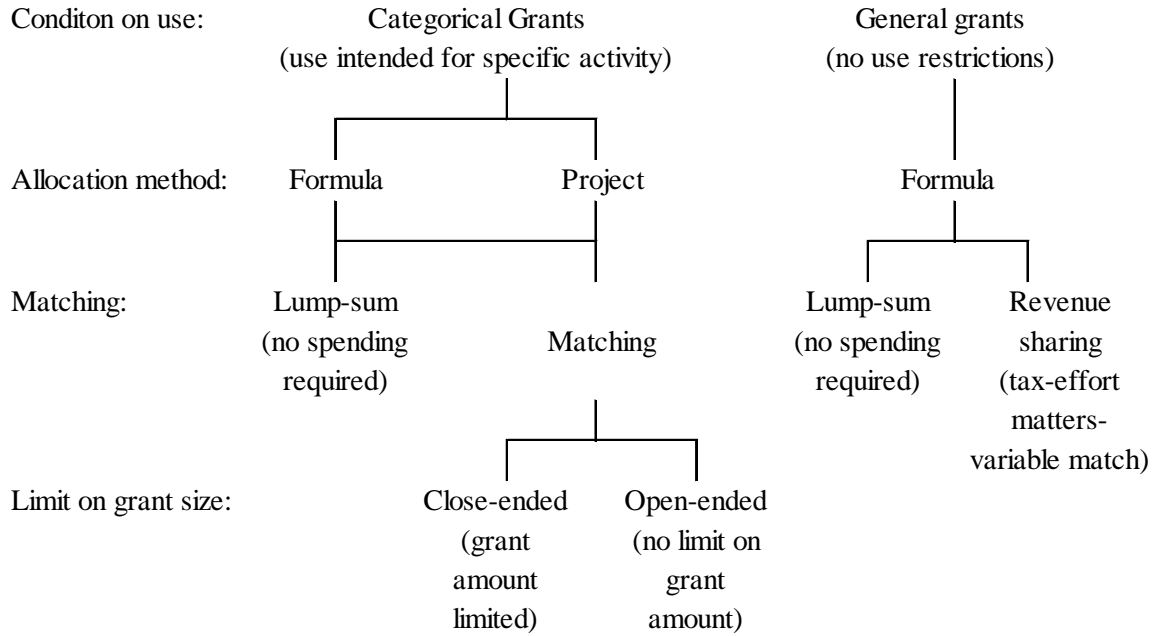 Conditon on use:
Categorical Grants
General grants
(use intended for specific activity)
(no use restrictions)
Allocation method:
Formula
Project
Formula
Matching:
Lump-sum
(no spending
required)
Matching
Lump-sum
(no spending
required)
Revenue
sharing
(tax-effort
matters-
variable match)
Limit on grant size:
Close-ended
(grant
amount
limited)
Open-ended
(no limit on
grant
amount)